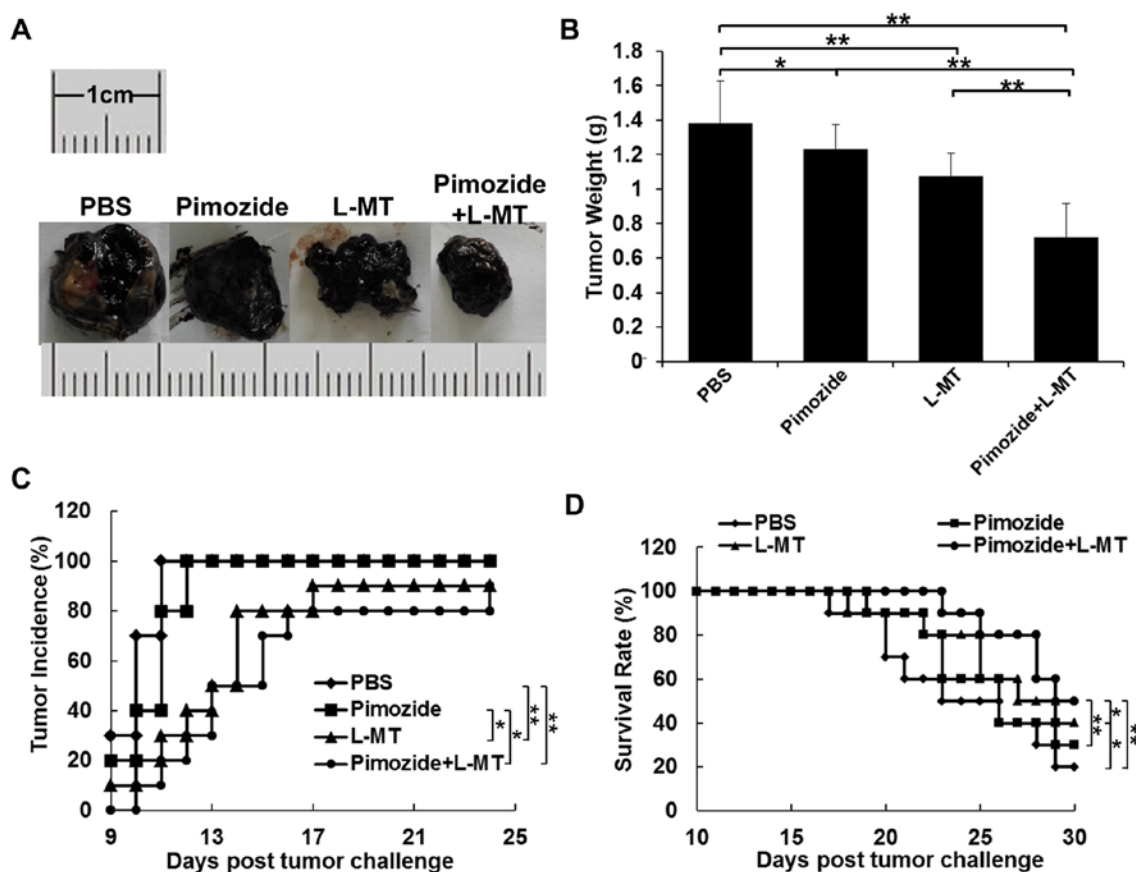 A
1cm
PBS
Pimozide
L-MT
Pimozide
+L-MT
B
Tumor Weight (g)
1.8
1.6
1.4
1.2
1
0.8
0.6
0.4
0.2
0
**
**
*
**
**
PBS
Pimozide
L-MT
Pimozide+L-MT
C
Tumor Incidence (%)
120
100
80
60
40
20
0
9
13
17
21
25
Days post tumor challenge
PBS
Pimozide
L-MT
Pimozide+L-MT
*
*
**
**
D
PBS
Pimozide
L-MT
Pimozide+L-MT
Survival Rate (%)
120
100
80
60
40
20
0
10
15
20
25
30
Days post tumor challenge
**
*
*
**